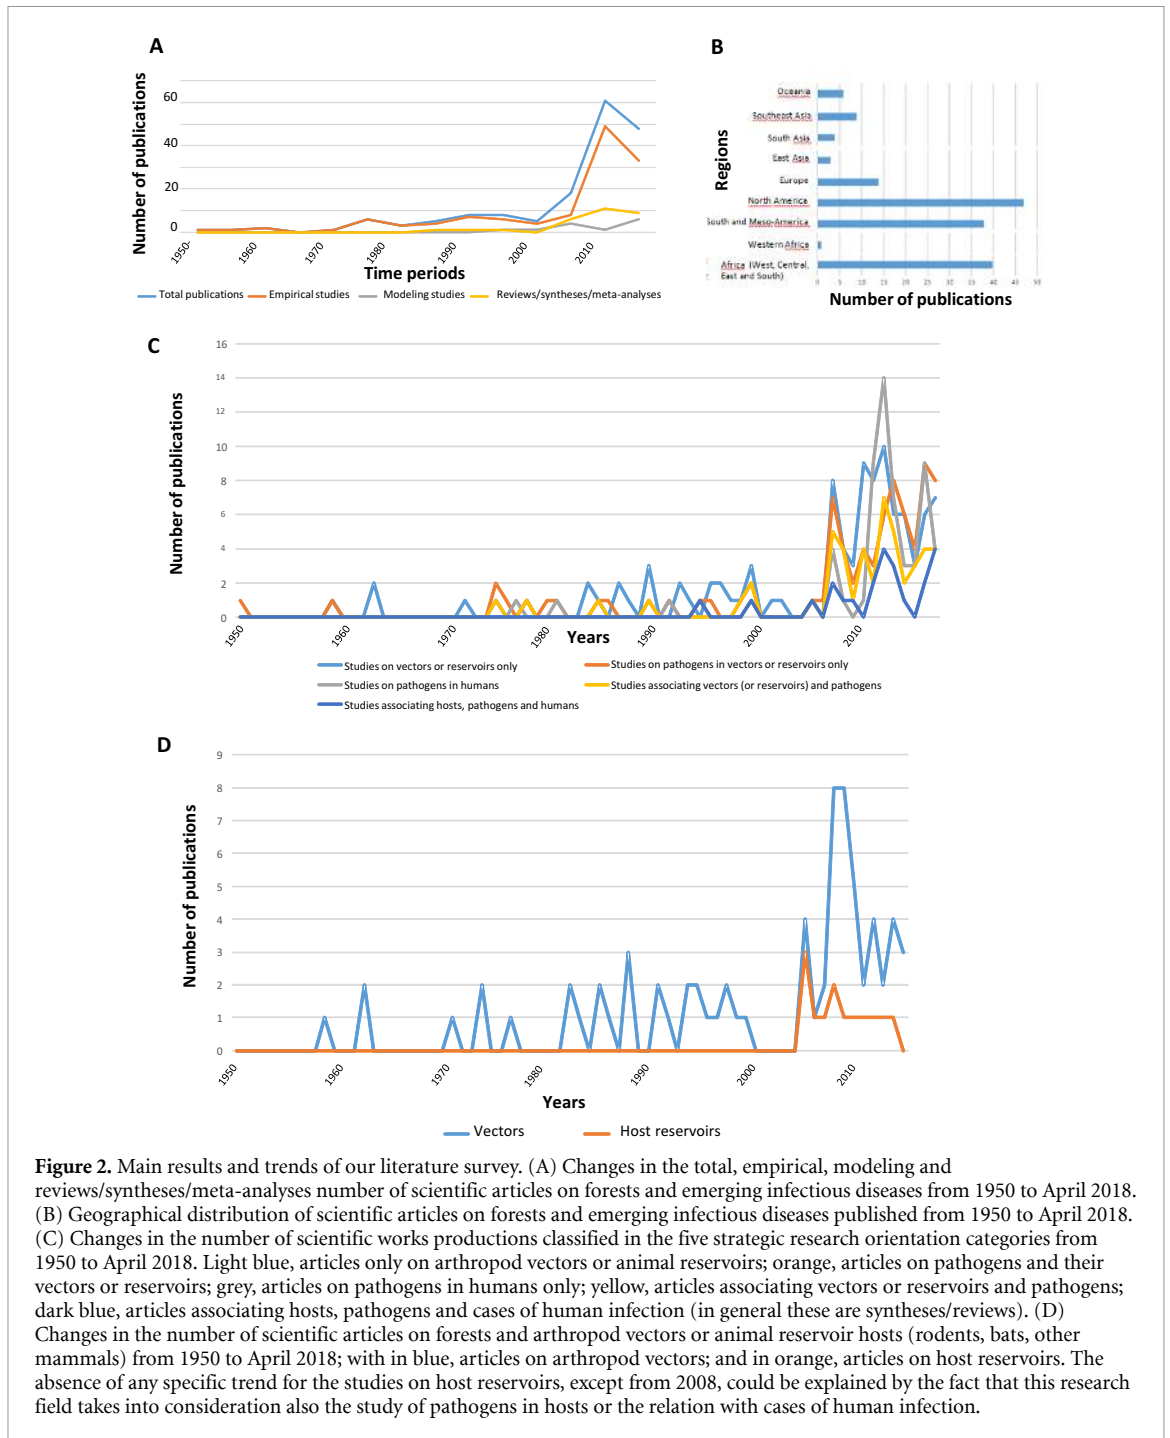 A
Number of publications
60
40
20
0
1950-
1960
1970
1980
1990
2000
2010
Time periods
Total publications
Empirical studies
Modeling studies
Reviews/syntheses/meta-analyses
B
Regions
Oceania
Southeast Asia
South Asia
East Asia
Europe
North America
South and Meso-America
Western Africa
Africa (West, Central,
East and South)
0 5 10 15 20 25 30 35 40 45 50
Number of publications
C
Number of publications
16
14
12
10
8
6
4
2
0
1950
1960
1970
1980
1990
2000
2010
Years
Studies on vectors or reservoirs only
Studies on pathogens in vectors or reservoirs only
Studies on pathogens in humans
Studies associating vectors (or reservoirs) and pathogens
Studies associating hosts, pathogens and humans
D
Number of publications
9
8
7
6
5
4
3
2
1
0
1950
1960
1970
1980
1990
2000
2010
Years
Vectors
Host reservoirs
Figure 2. Main results and trends of our literature survey. (A) Changes in the total, empirical, modeling and
reviews/syntheses/meta-analyses number of scientific articles on forests and emerging infectious diseases from 1950 to April 2018.
(B) Geographical distribution of scientific articles on forests and emerging infectious diseases published from 1950 to April 2018.
(C) Changes in the number of scientific works productions classified in the five strategic research orientation categories from
1950 to April 2018. Light blue, articles only on arthropod vectors or animal reservoirs; orange, articles on pathogens and their
vectors or reservoirs; grey, articles on pathogens in humans only; yellow, articles associating vectors or reservoirs and pathogens;
dark blue, articles associating hosts, pathogens and cases of human infection (in general these are syntheses/reviews). (D)
Changes in the number of scientific articles on forests and arthropod vectors or animal reservoir hosts (rodents, bats, other
mammals) from 1950 to April 2018; with in blue, articles on arthropod vectors; and in orange, articles on host reservoirs. The
absence of any specific trend for the studies on host reservoirs, except from 2008, could be explained by the fact that this research
field takes into consideration also the study of pathogens in hosts or the relation with cases of human infection.